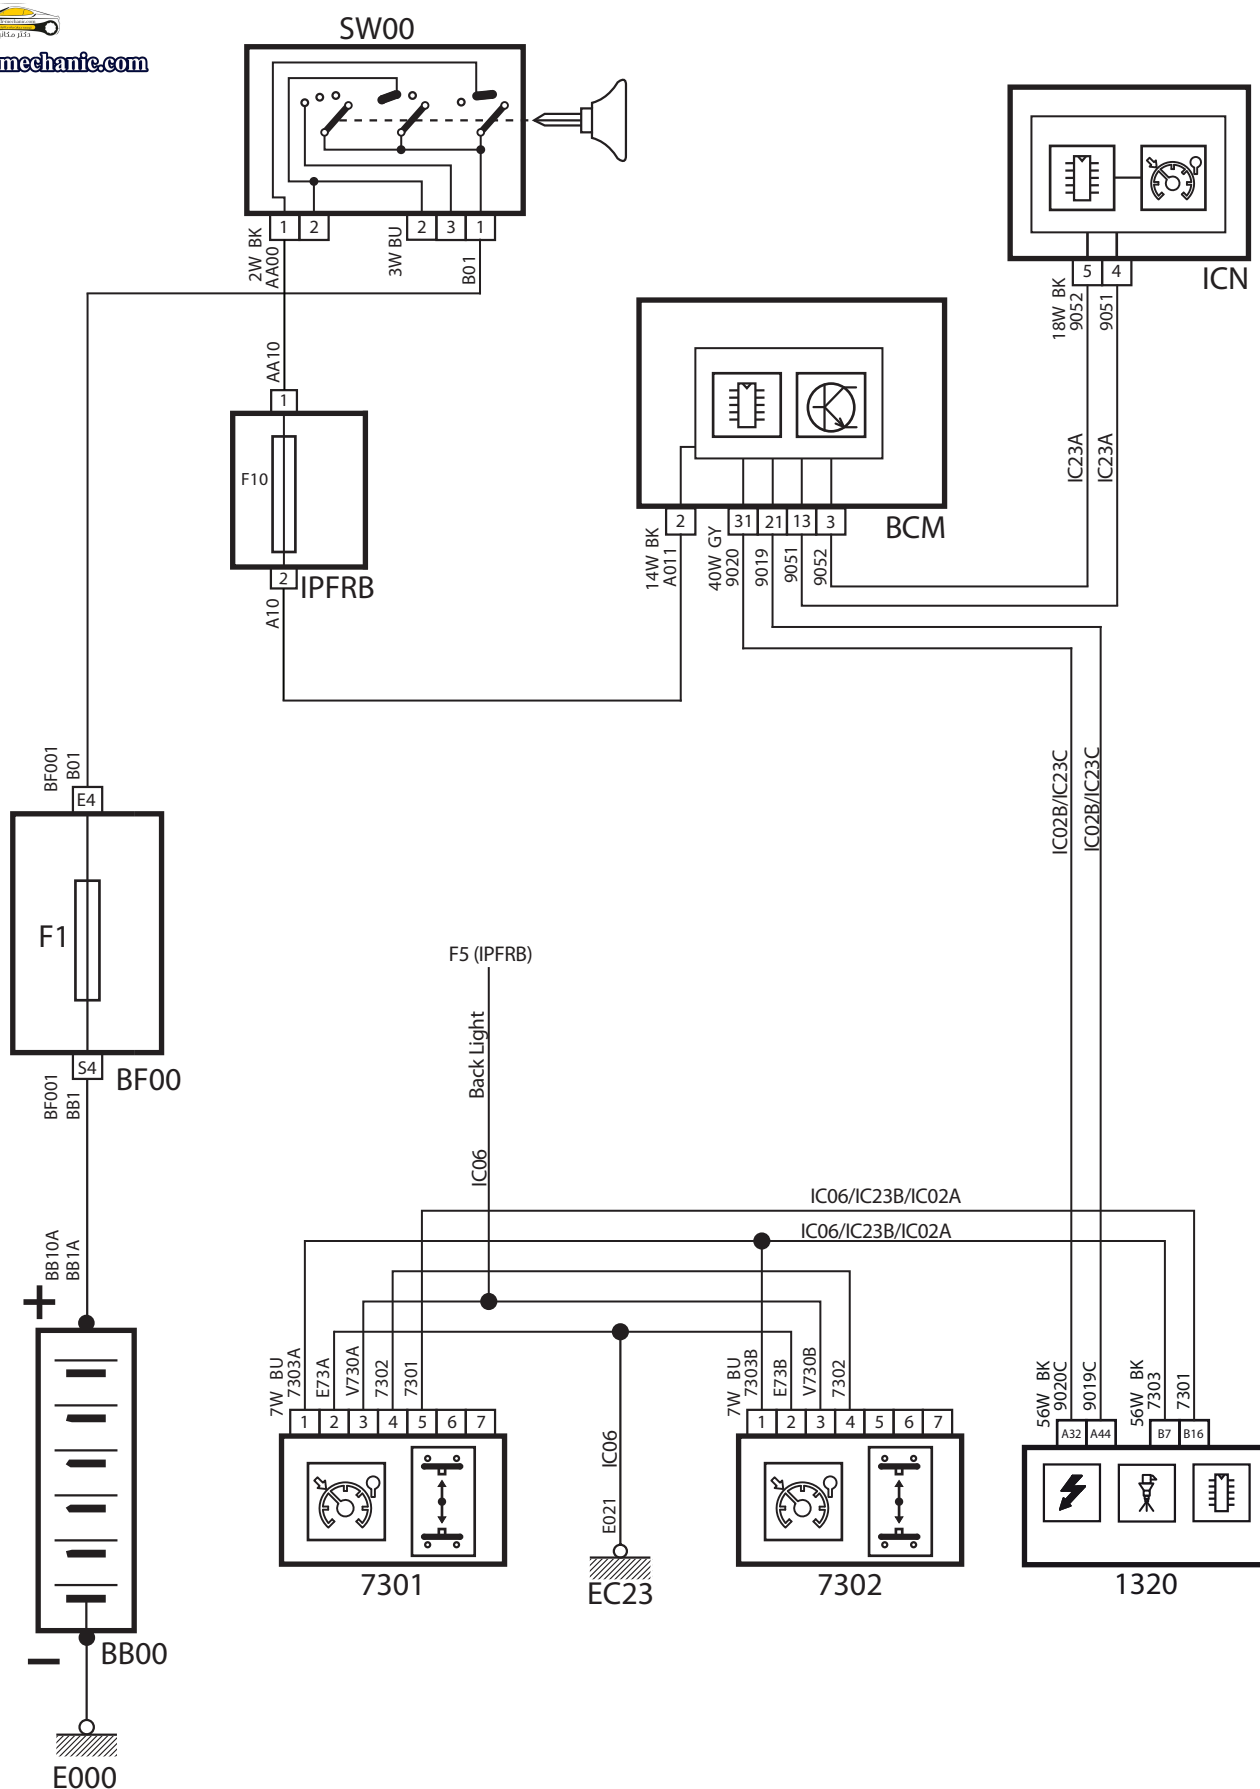 mechanic.com
SW00
1 2 2 3 1
2W BK
AA00
3W BU
B01
AA10
1
F10
2
IPFRB
A10
ICN
5 4
18W BK
9052
9051
IC23A
IC23A
BCM
2 31 21 13 3
14W BK
A011
40W GY
9020
9019
9051
9052
IC02B/IC23C
IC02B/IC23C
BF001
B01
E4
F1
S4
BF00
BF001
BB1
BB10A
BB1A
+
BB00
–
E000
F5 (IPFRB)
Back Light
IC06
IC06/IC23B/IC02A
IC06/IC23B/IC02A
7W BU
7303A
E73A
V730A
7302
7301
1 2 3 4 5 6 7
7301
IC06
E021
EC23
7W BU
7303B
E73B
V730B
7302
1 2 3 4 5 6 7
7302
56W BK
9020C
9019C
56W BK
7303
7301
A32 A44 B7 B16
1320